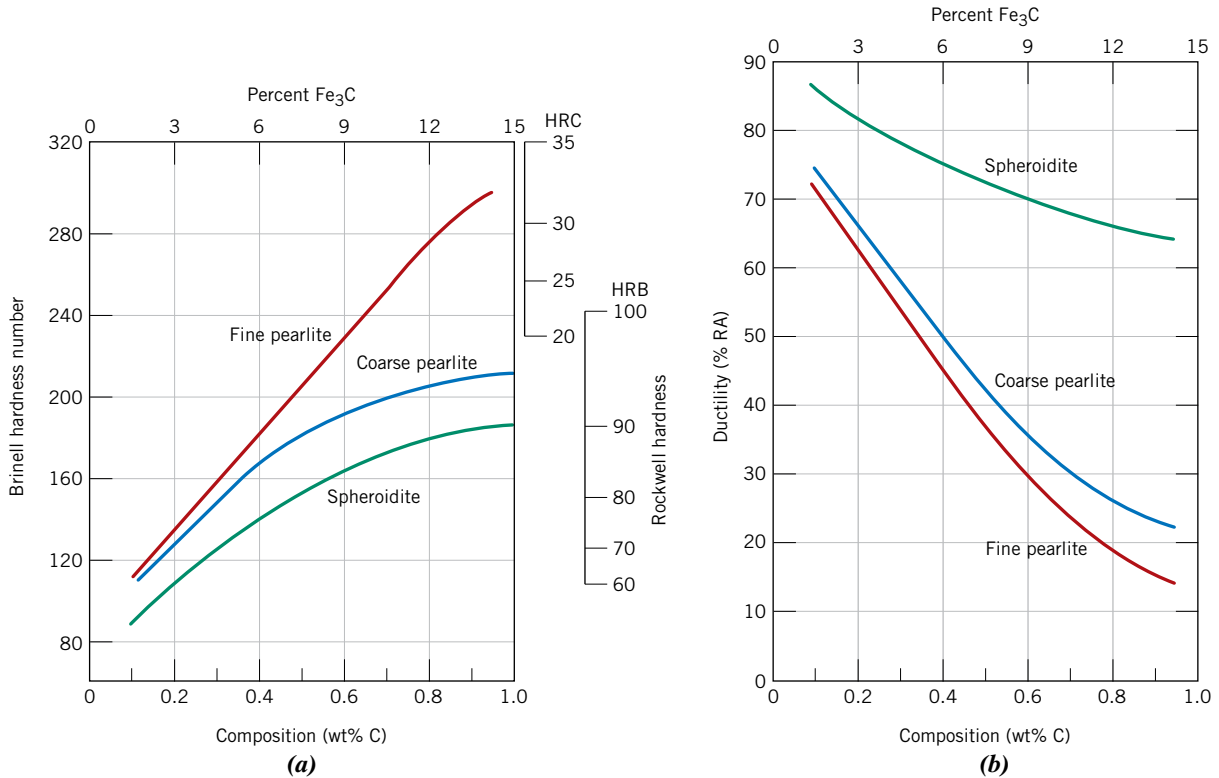 Percent Fe3C
0 3 6 9 12 15
HRC
320
280
240
200
160
120
80
Brinell hardness number
35
30
25
20
HRB
100
90
80
70
60
Rockwell hardness
Fine pearlite
Coarse pearlite
Spheroidite
0 0.2 0.4 0.6 0.8 1.0
Composition (wt% C)
(a)
Percent Fe3C
0 3 6 9 12 15
90
80
70
60
50
40
30
20
10
0
Ductility (% RA)
Spheroidite
Coarse pearlite
Fine pearlite
0 0.2 0.4 0.6 0.8 1.0
Composition (wt% C)
(b)